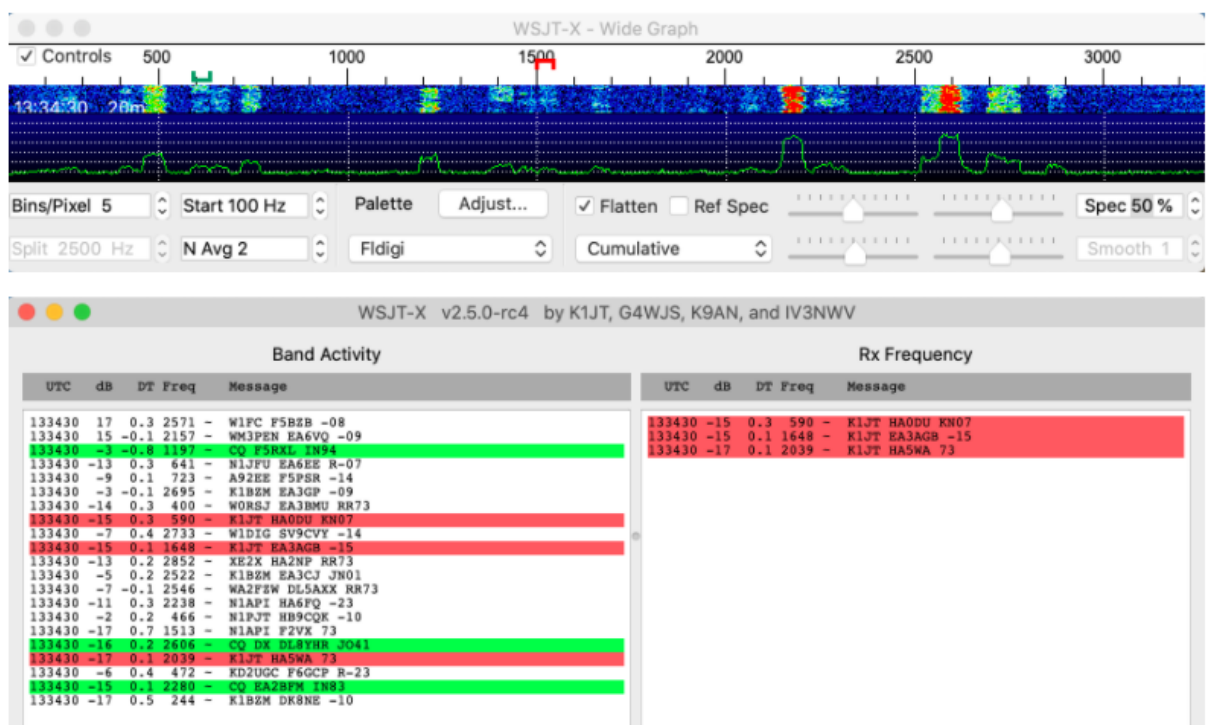 WSJT-X - Wide Graph
Controls 500 1000 1500 2000 2500 3000
13:34:30 20m
Bins/Pixel 5 Start 100 Hz Palette Adjust... Flatten Ref Spec Spec 50 %
Split 2500 Hz N Avg 2 Fldigi Cumulative Smooth 1
WSJT-X v2.5.0-rc4 by K1JT, G4WJS, K9AN, and IV3NWV
Band Activity
UTC dB DT Freq Message
133430 17 0.3 2571 ~ W1FC F5BZB -08
133430 15 -0.1 2157 ~ WM3PEN EA6VQ -09
133430 -3 -0.8 1197 ~ CQ F5RXL IN94
133430 -13 0.3 641 ~ N1JFU EA6EE R-07
133430 -9 0.1 723 ~ A92EE F5PSR -14
133430 -3 -0.1 2695 ~ K1BZM EA3GP -09
133430 -14 0.3 400 ~ W0RSJ EA3BMU RR73
133430 -15 0.3 590 ~ K1JT HA0DU KN07
133430 -7 0.4 2733 ~ W1DIG SV9CVY -14
133430 -15 0.1 1648 ~ K1JT EA3AGB -15
133430 -13 0.2 2852 ~ XE2X HA2NP RR73
133430 -5 0.2 2522 ~ K1BZM EA3CJ JN01
133430 -7 -0.1 2546 ~ WA2FZW DL5AXX RR73
133430 -11 0.3 2238 ~ N1API HA6FQ -23
133430 -2 0.2 466 ~ N1PJT HB9CQK -10
133430 -17 0.7 1513 ~ N1API F2VX 73
133430 -16 0.2 2606 ~ CQ DX DL8YHR JO41
133430 -17 0.1 2039 ~ K1JT HA5WA 73
133430 -6 0.4 472 ~ KD2UGC F6GCP R-23
133430 -15 0.1 2280 ~ CQ EA2BFM IN83
133430 -17 0.5 244 ~ K1BZM DK8NE -10
Rx Frequency
UTC dB DT Freq Message
133430 -15 0.3 590 ~ K1JT HA0DU KN07
133430 -15 0.1 1648 ~ K1JT EA3AGB -15
133430 -17 0.1 2039 ~ K1JT HA5WA 73